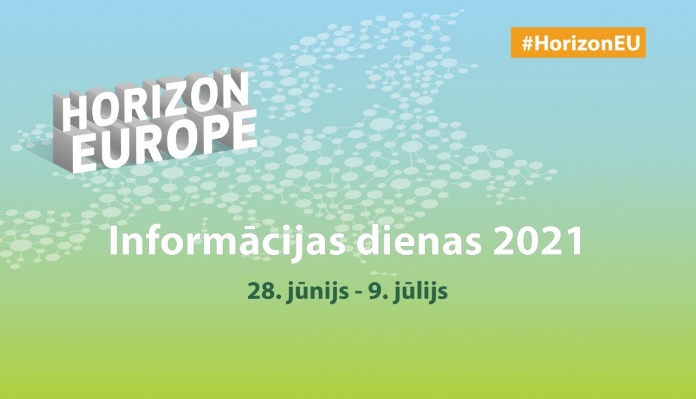 #HorizonEU
HORIZON
EUROPE
Informācijas dienas 2021
28. jūnijs - 9. jūlijs